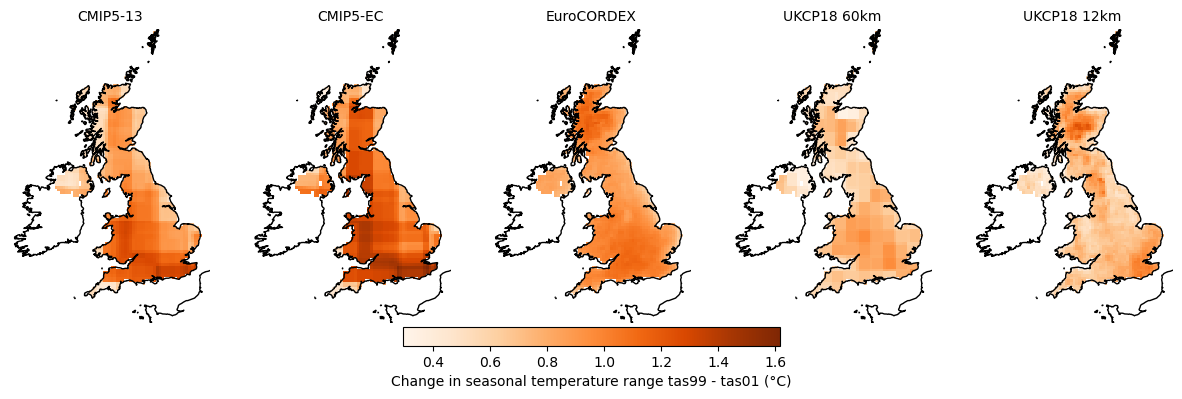 CMIP5-13
CMIP5-EC
EuroCORDEX
UKCP18 60km
UKCP18 12km
0.4 0.6 0.8 1.0 1.2 1.4 1.6
Change in seasonal temperature range tas99 - tas01 (°C)